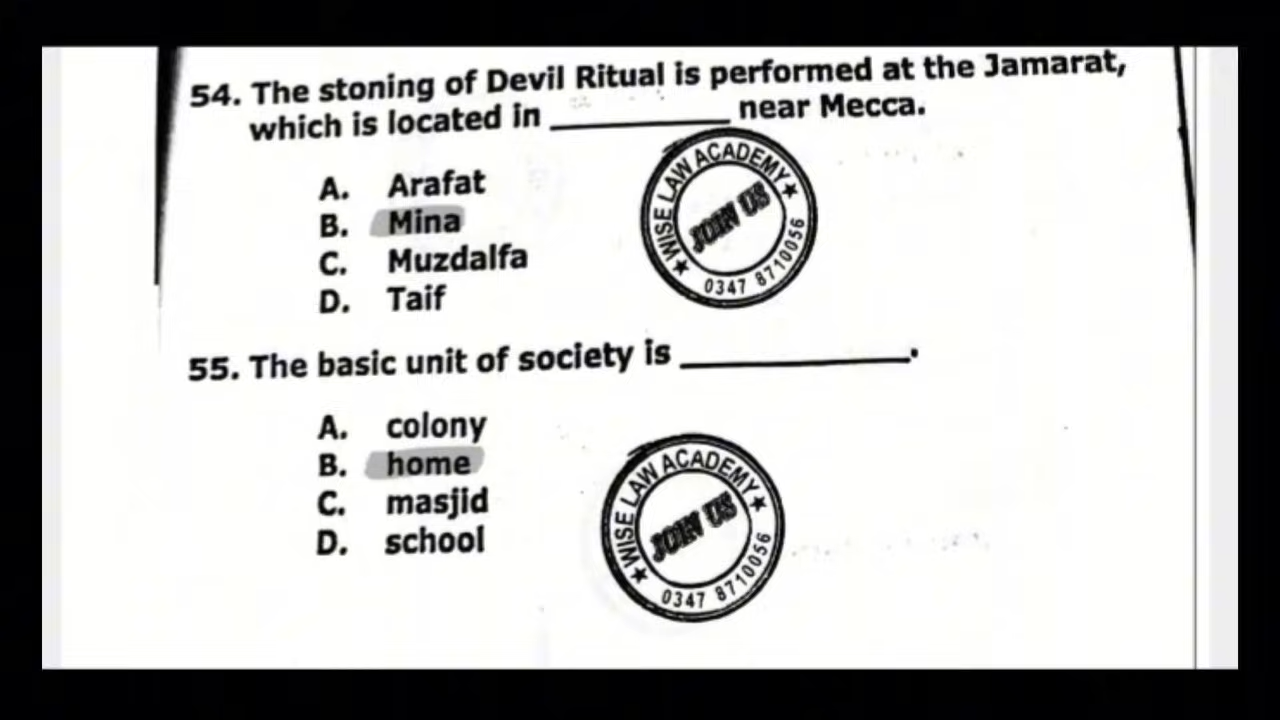 54. The stoning of Devil Ritual is performed at the Jamarat,
which is located in __________ near Mecca.
A. Arafat
B. Mina
C. Muzdalfa
D. Taif
WISE LAW ACADEMY
JOIN US
0347 8710056
55. The basic unit of society is ____________.
A. colony
B. home
C. masjid
D. school
WISE LAW ACADEMY
JOIN US
0347 8710056